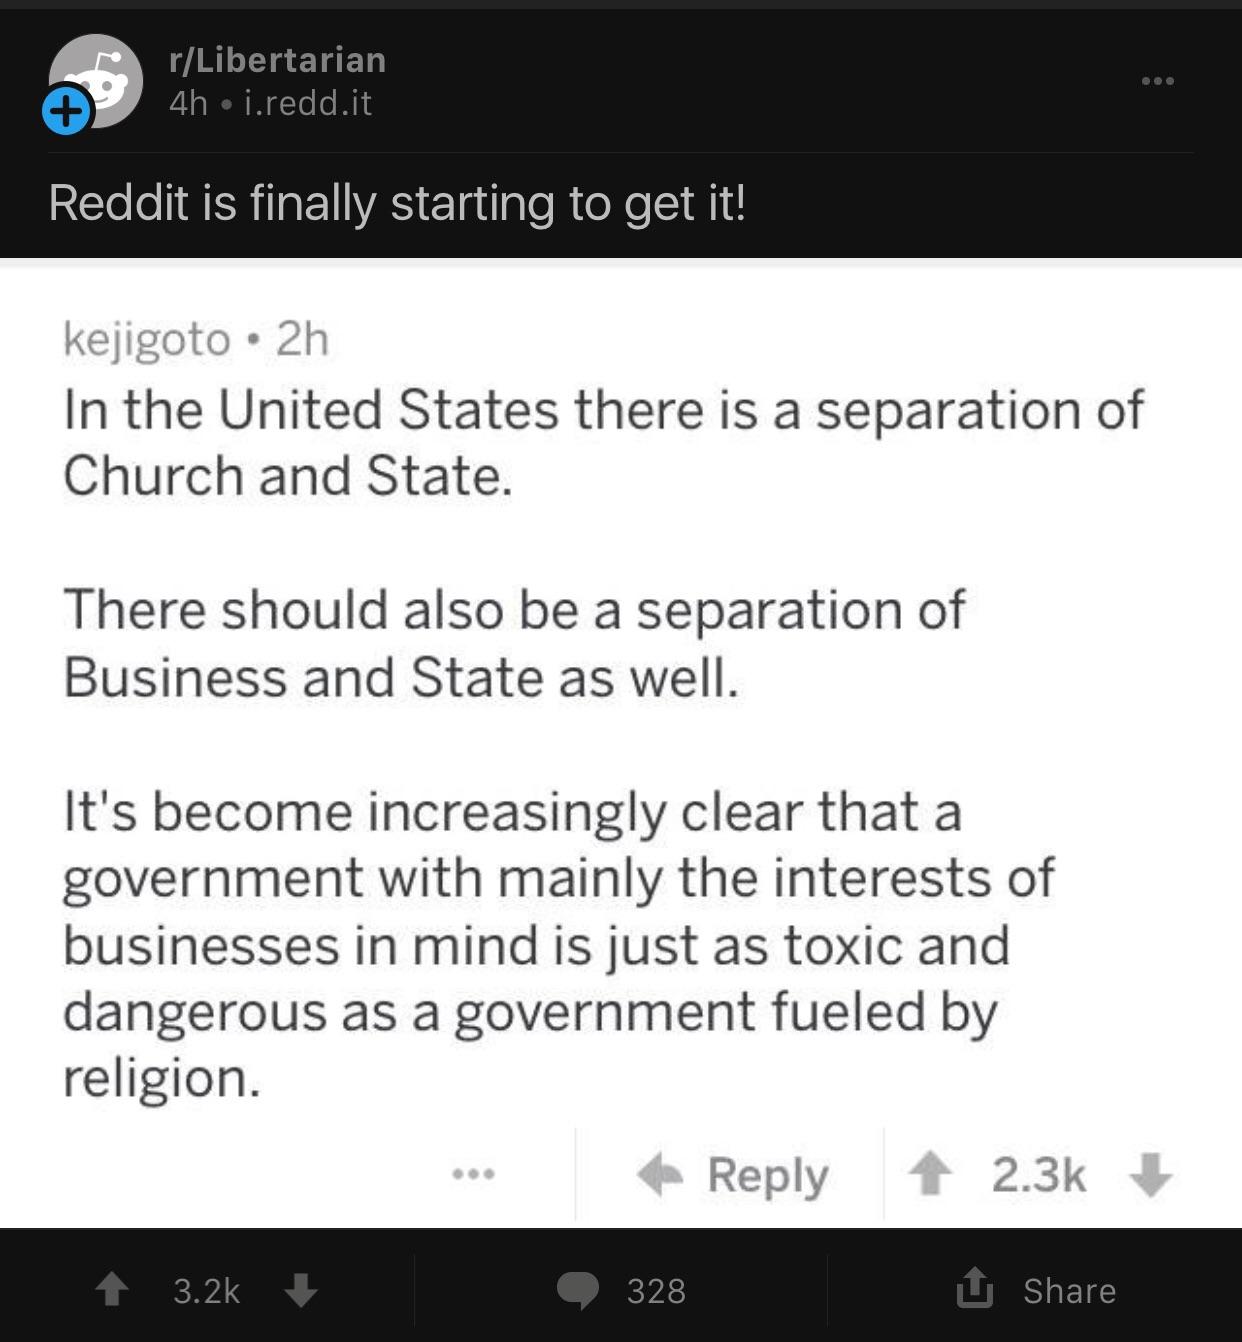 r/Libertarian
4h • i.redd.it
Reddit is finally starting to get it!
kejigoto • 2h
In the United States there is a separation of
Church and State.
There should also be a separation of
Business and State as well.
It's become increasingly clear that a
government with mainly the interests of
businesses in mind is just as toxic and
dangerous as a government fueled by
religion.
Reply 2.3k
3.2k 328 Share